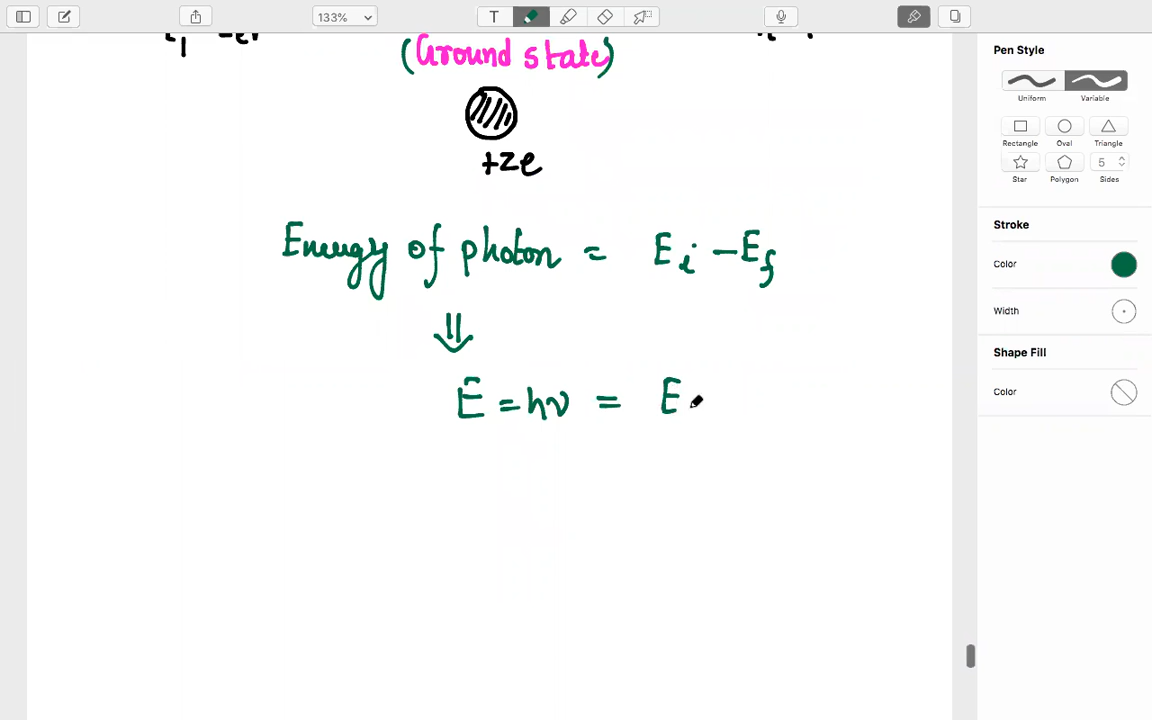 133%
T
Pen Style
(Ground state)
Uniform Variable
+ze
Rectangle Oval Triangle
5
Star Polygon Sides
Stroke
Energy of photon = Ei - Ef
Color
Width
⇓
Shape Fill
E = hν = E
Color